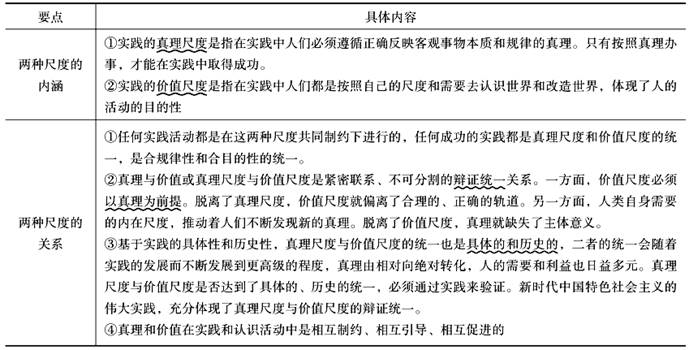 要点
具体内容
两种尺度的
内涵
①实践的真理尺度是指在实践中人们必须遵循正确反映客观事物本质和规律的真理。只有按照真理办
事，才能在实践中取得成功。
②实践的价值尺度是指在实践中人们都是按照自己的尺度和需要去认识世界和改造世界，体现了人的
活动的目的性
两种尺度的
关系
①任何实践活动都是在这两种尺度共同制约下进行的，任何成功的实践都是真理尺度和价值尺度的统
一，是合规律性和合目的性的统一。
②真理与价值或真理尺度与价值尺度是紧密联系、不可分割的辩证统一关系。一方面，价值尺度必须
以真理为前提。脱离了真理尺度，价值尺度就偏离了合理的、正确的轨道。另一方面，人类自身需要
的内在尺度，推动着人们不断发现新的真理。脱离了价值尺度，真理就缺失了主体意义。
③基于实践的具体性和历史性，真理尺度与价值尺度的统一也是具体的和历史的，二者的统一会随着
实践的发展而不断发展到更高级的程度，真理由相对向绝对转化，人的需要和利益也日益多元。真理
尺度与价值尺度是否达到了具体的、历史的统一，必须通过实践来验证。新时代中国特色社会主义的
伟大实践，充分体现了真理尺度与价值尺度的辩证统一。
④真理和价值在实践和认识活动中是相互制约、相互引导、相互促进的